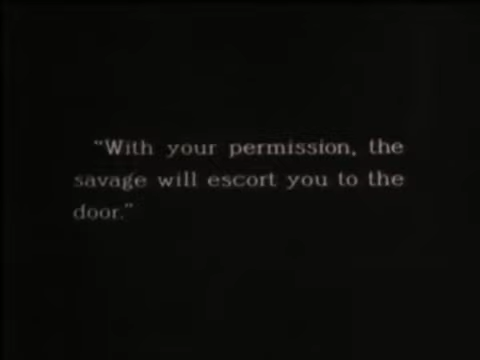 “With your permission, the
savage will escort you to the
door.”